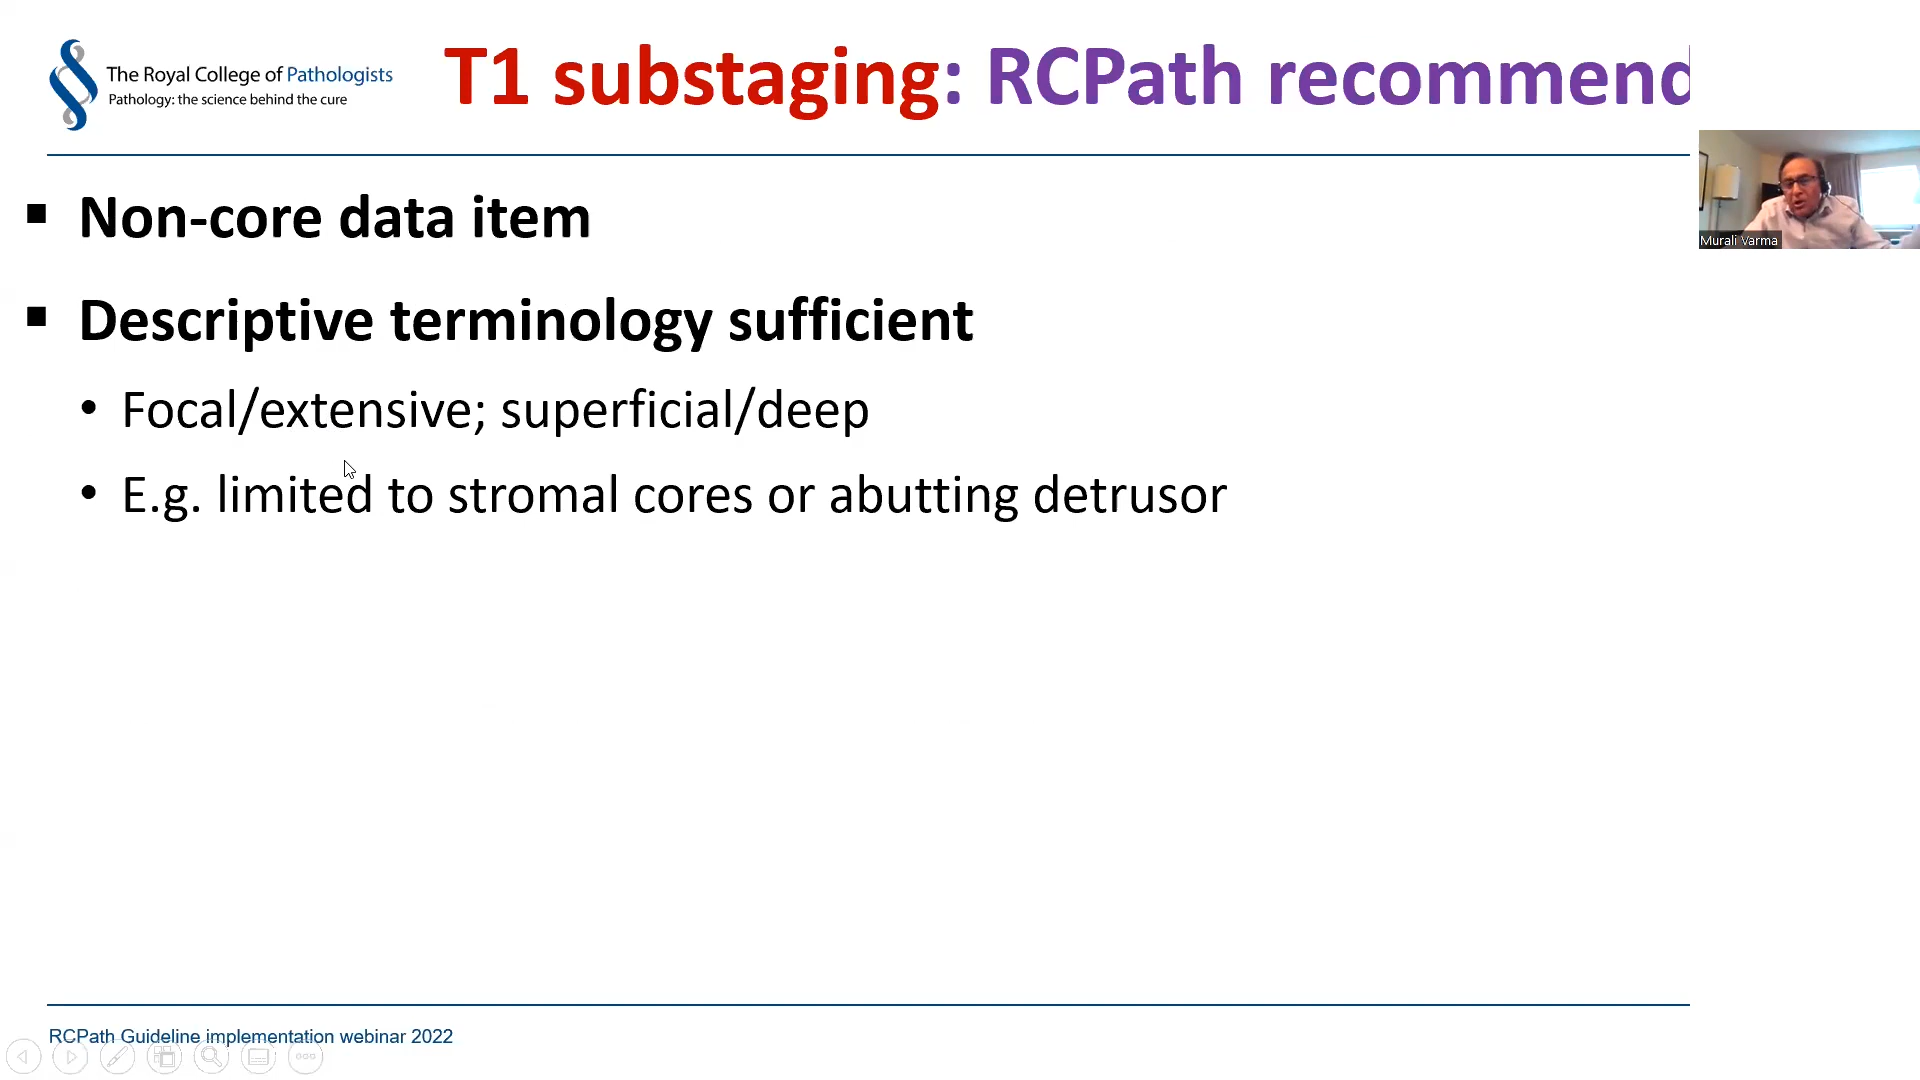 The Royal College of Pathologists
Pathology: the science behind the cure
T1 substaging: RCPath recommend
Murali Varma
▪ Non-core data item
▪ Descriptive terminology sufficient
• Focal/extensive; superficial/deep
• E.g. limited to stromal cores or abutting detrusor
RCPath Guideline implementation webinar 2022